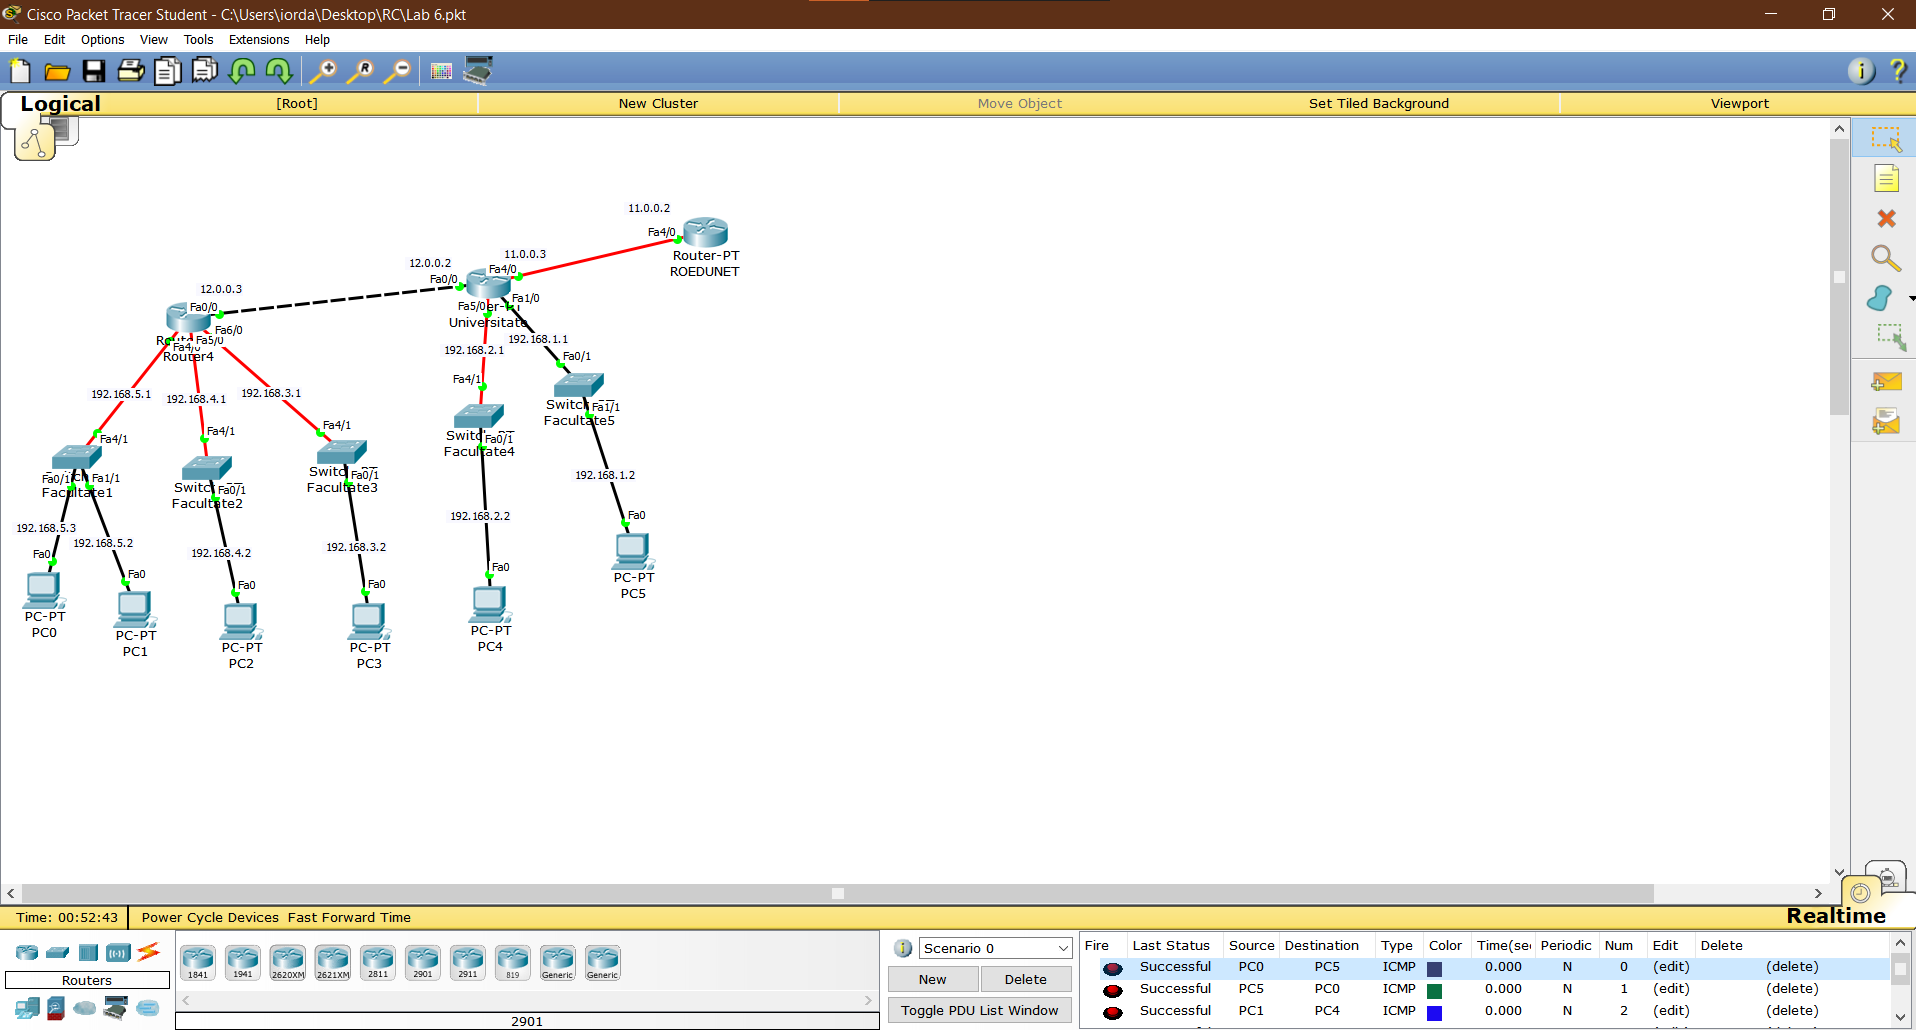 Cisco Packet Tracer Student - C:\Users\iorda\Desktop\RC\Lab 6.pkt
File Edit Options View Tools Extensions Help
Logical [Root] New Cluster Move Object Set Tiled Background Viewport
11.0.0.2
Fa4/0
Router-PT
ROEDUNET
11.0.0.3
Fa4/0
12.0.0.2
Fa0/0
Fa1/0
Fa5/0
Universitate
12.0.0.3
Fa0/0
Fa6/0
Fa5/0
Fa4/0
Router4
192.168.5.1
192.168.4.1
192.168.3.1
192.168.2.1
192.168.1.1
Fa0/1
Fa1/1
Facultate5
Fa4/1
Fa0/1
Facultate4
Fa4/1
Fa0/1
Fa1/1
Facultate1
Fa4/1
Fa0/1
Facultate2
Fa4/1
Fa0/1
Facultate3
192.168.5.3
192.168.5.2
192.168.4.2
192.168.3.2
192.168.2.2
192.168.1.2
Fa0
PC-PT
PC0
Fa0
PC-PT
PC1
Fa0
PC-PT
PC2
Fa0
PC-PT
PC3
Fa0
PC-PT
PC4
Fa0
PC-PT
PC5
Time: 00:52:43 Power Cycle Devices Fast Forward Time
Realtime
Routers
1841 1941 2620XM 2621XM 2811 2901 2911 819 Generic Generic
2901
Scenario 0
New Delete
Toggle PDU List Window
Fire Last Status Source Destination Type Color Time(se Periodic Num Edit Delete
Successful PC0 PC5 ICMP 0.000 N 0 (edit) (delete)
Successful PC5 PC0 ICMP 0.000 N 1 (edit) (delete)
Successful PC1 PC4 ICMP 0.000 N 2 (edit) (delete)